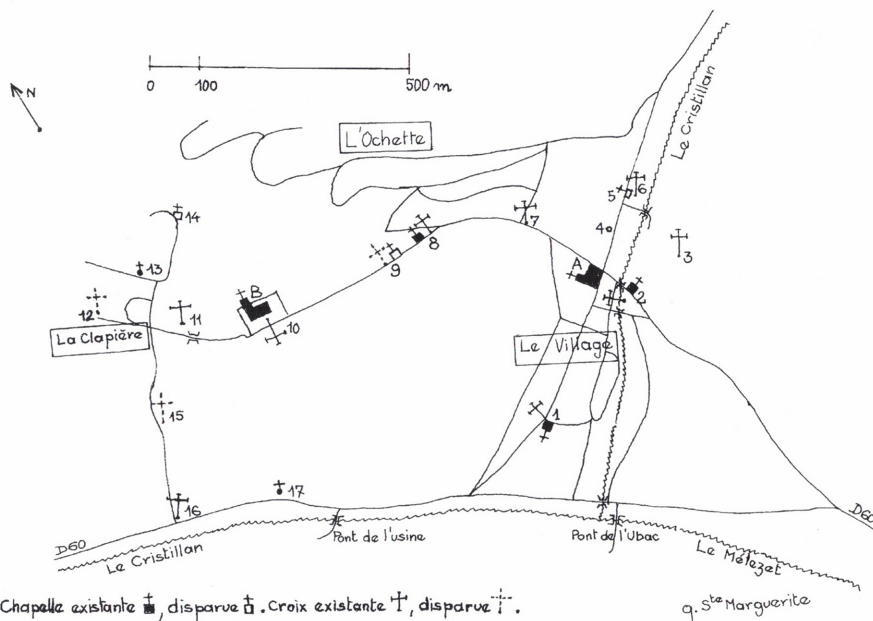 N
0 100 500 m
L'Ochette
Le Cristillan
14
5 6
7
4
3
8
9
13
A
2
B
12
11
10
La Clapière
Le Village
15
1
16
17
D60
D60
Le Cristillan
Pont de l'usine
Pont de l'Ubac
Le Mélezet
Chapelle existante, disparue. Croix existante, disparue.
q. Ste Marguerite